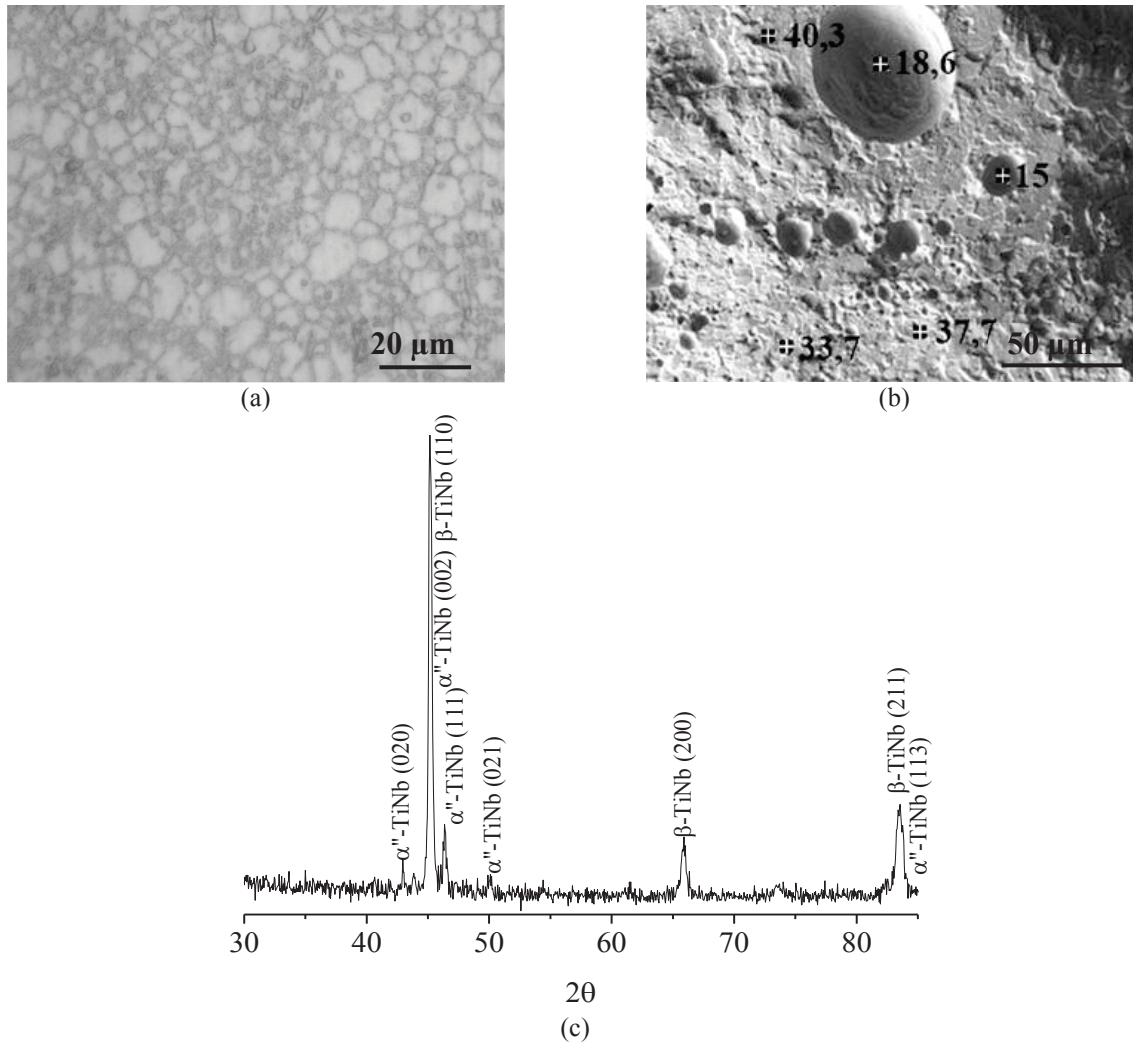 40,3
18,6
15
37,7
33,7
20 μm
50 μm
(a)
(b)
α"-TiNb (020)
α"-TiNb (002) β-TiNb (110)
α"-TiNb (111)
α"-TiNb (021)
β-TiNb (200)
β-TiNb (211)
α"-TiNb (113)
30 40 50 60 70 80
2θ
(c)